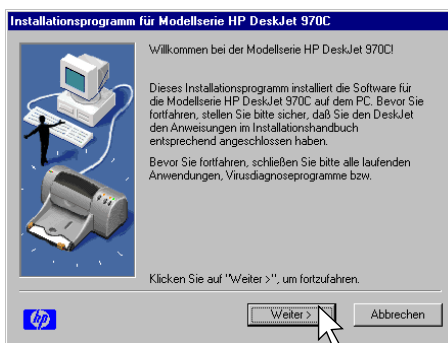 Installationsprogramm für Modellserie HP DeskJet 970C
Willkommen bei der Modellserie HP DeskJet 970C!
Dieses Installationsprogramm installiert die Software für
die Modellserie HP DeskJet 970C auf dem PC. Bevor Sie
fortfahren, stellen Sie bitte sicher, daß Sie den DeskJet
den Anweisungen im Installationshandbuch
entsprechend angeschlossen haben.
Bevor Sie fortfahren, schließen Sie bitte alle laufenden
Anwendungen, Virusdiagnoseprogramme bzw.
Klicken Sie auf "Weiter >", um fortzufahren.
hp
Weiter >
Abbrechen